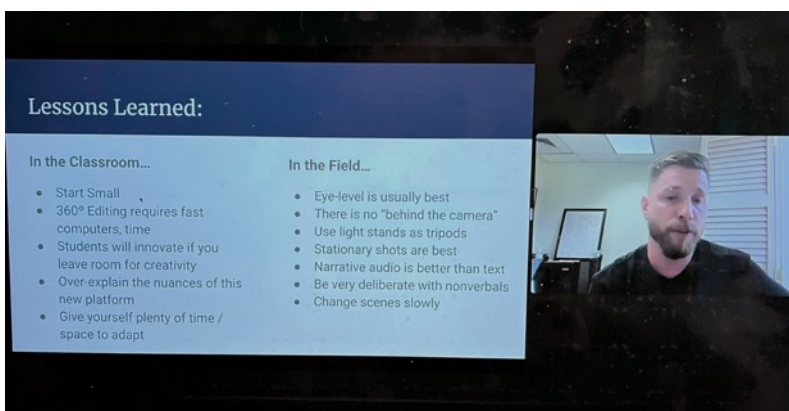 Lessons Learned:
In the Classroom...
• Start Small
• 360º Editing requires fast
computers, time
• Students will innovate if you
leave room for creativity
• Over-explain the nuances of this
new platform
• Give yourself plenty of time /
space to adapt
In the Field...
• Eye-level is usually best
• There is no "behind the camera"
• Use light stands as tripods
• Stationary shots are best
• Narrative audio is better than text
• Be very deliberate with nonverbals
• Change scenes slowly